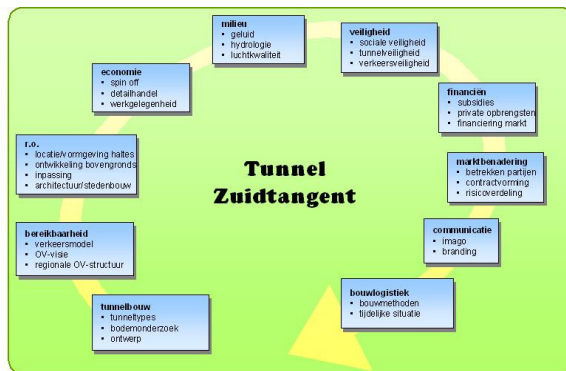 milieu
▪ geluid
▪ hydrologie
▪ luchtkwaliteit
veiligheid
▪ sociale veiligheid
▪ tunnelveiligheid
▪ verkeersveiligheid
economie
▪ spin off
▪ detailhandel
▪ werkgelegenheid
financiën
▪ subsidies
▪ private opbrengsten
▪ financiering markt
r.o.
▪ locatie/vormgeving haltes
▪ ontwikkeling bovengronds
▪ inpassing
▪ architectuur/stedenbouw
Tunnel
Zuidtangent
marktbenadering
▪ betrekken partijen
▪ contractvorming
▪ risicoverdeling
bereikbaarheid
▪ verkeersmodel
▪ OV-visie
▪ regionale OV-structuur
communicatie
▪ imago
▪ branding
tunnelbouw
▪ tunneltypes
▪ bodemonderzoek
▪ ontwerp
bouwlogistiek
▪ bouwmethoden
▪ tijdelijke situatie